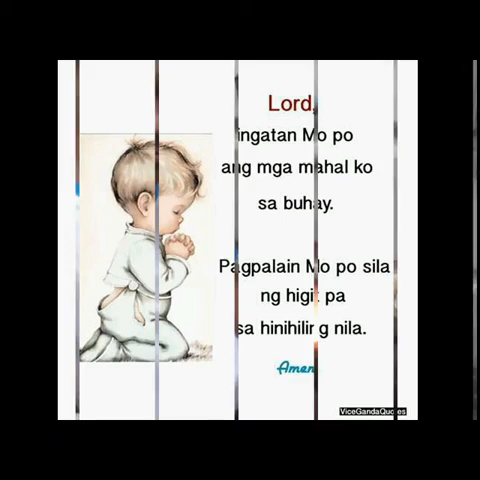 Lord,
ingatan Mo po
ang mga mahal ko
sa buhay.
Pagpalain Mo po sila
ng higit pa
sa hinihiling nila.
Amen
ViceGandaQuotes